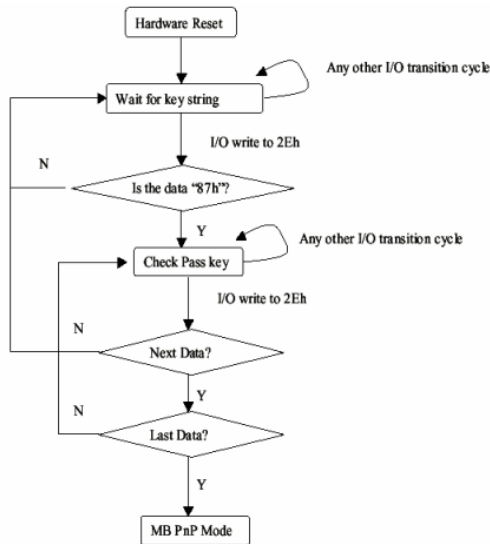 Hardware Reset
Any other I/O transition cycle
Wait for key string
I/O write to 2Eh
N
Is the data "87h"?
Y
Any other I/O transition cycle
Check Pass key
I/O write to 2Eh
N
Next Data?
Y
N
Last Data?
Y
MB PnP Mode